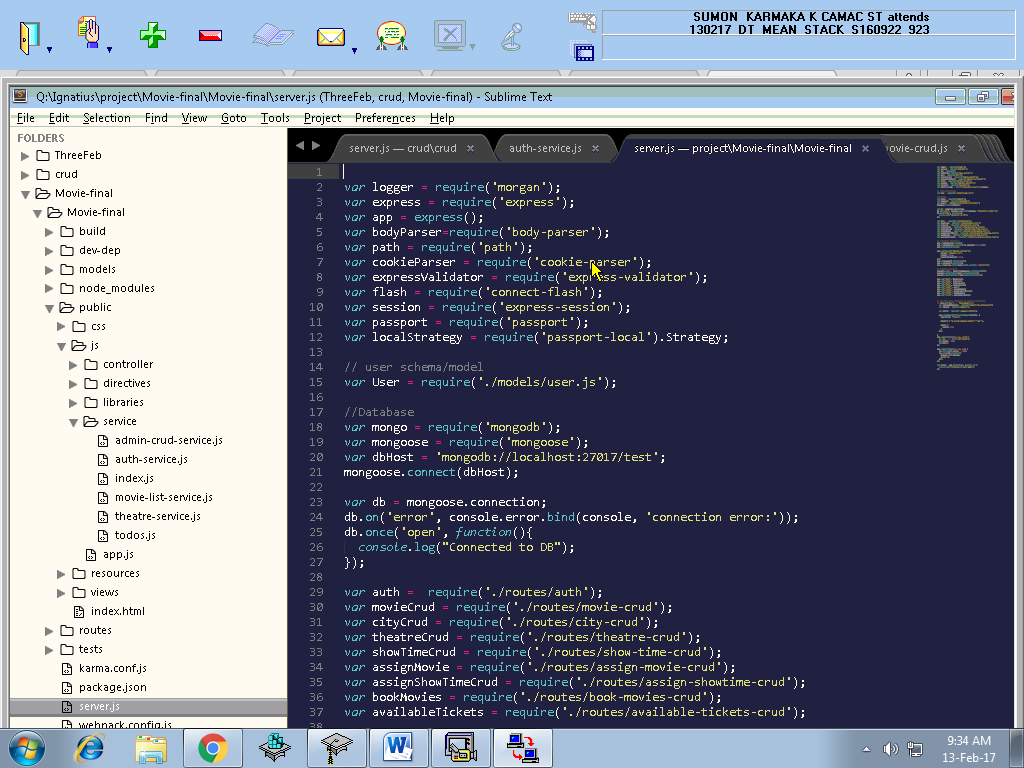 SUMON KARMAKA K CAMAC ST attends
130217_DT_MEAN_STACK_S160922_923
Q:\Ignatius\project\Movie-final\Movie-final\server.js (ThreeFeb, crud, Movie-final) - Sublime Text
File Edit Selection Find View Goto Tools Project Preferences Help
FOLDERS
ThreeFeb
crud
Movie-final
Movie-final
build
dev-dep
models
node_modules
public
css
js
controller
directives
libraries
service
admin-crud-service.js
auth-service.js
index.js
movie-list-service.js
theatre-service.js
todos.js
app.js
resources
views
index.html
routes
tests
karma.conf.js
package.json
server.js
webpack.config.js
server.js — crud\crud × auth-service.js × server.js — project\Movie-final\Movie-final × ovie-crud.js ×
1
2 var logger = require('morgan');
3 var express = require('express');
4 var app = express();
5 var bodyParser=require('body-parser');
6 var path = require('path');
7 var cookieParser = require('cookie-parser');
8 var expressValidator = require('express-validator');
9 var flash = require('connect-flash');
10 var session = require('express-session');
11 var passport = require('passport');
12 var localStrategy = require('passport-local').Strategy;
13
14 // user schema/model
15 var User = require('./models/user.js');
16
17 //Database
18 var mongo = require('mongodb');
19 var mongoose = require('mongoose');
20 var dbHost = 'mongodb://localhost:27017/test';
21 mongoose.connect(dbHost);
22
23 var db = mongoose.connection;
24 db.on('error', console.error.bind(console, 'connection error:'));
25 db.once('open', function(){
26 console.log("Connected to DB");
27 });
28
29 var auth = require('./routes/auth');
30 var movieCrud = require('./routes/movie-crud');
31 var cityCrud = require('./routes/city-crud');
32 var theatreCrud = require('./routes/theatre-crud');
33 var showTimeCrud = require('./routes/show-time-crud');
34 var assignMovie = require('./routes/assign-movie-crud');
35 var assignShowTimeCrud = require('./routes/assign-showtime-crud');
36 var bookMovies = require('./routes/book-movies-crud');
37 var availableTickets = require('./routes/available-tickets-crud');
38
9:34 AM
13-Feb-17